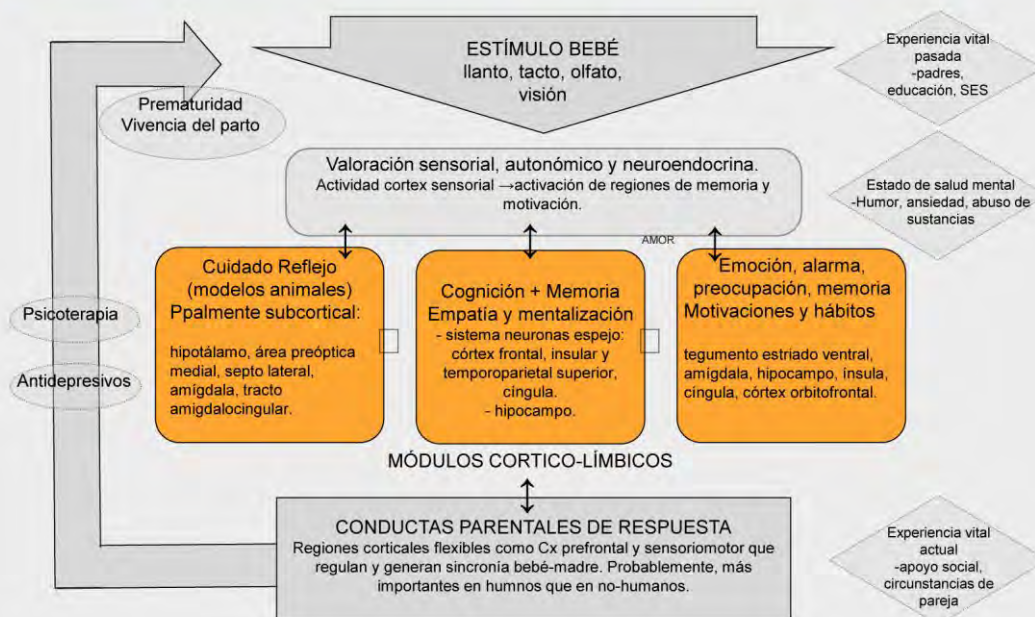 ESTÍMULO BEBÉ
llanto, tacto, olfato,
visión
Experiencia vital
pasada
-padres,
educación, SES
Prematuridad
Vivencia del parto
Valoración sensorial, autonómico y neuroendocrina.
Actividad cortex sensorial →activación de regiones de memoria y
motivación.
Estado de salud mental
-Humor, ansiedad, abuso de
sustancias
AMOR
Cuidado Reflejo
(modelos animales)
Ppalmente subcortical:
hipotálamo, área preóptica
medial, septo lateral,
amígdala, tracto
amigdalocingular.
Cognición + Memoria
Empatía y mentalización
- sistema neuronas espejo:
córtex frontal, insular y
temporoparietal superior,
cíngula.
- hipocampo.
Emoción, alarma,
preocupación, memoria
Motivaciones y hábitos
tegumento estriado ventral,
amígdala, hipocampo, ínsula,
cíngula, córtex orbitofrontal.
Psicoterapia
Antidepresivos
MÓDULOS CORTICO-LÍMBICOS
CONDUCTAS PARENTALES DE RESPUESTA
Regiones corticales flexibles como Cx prefrontal y sensoriomotor que
regulan y generan sincronía bebé-madre. Probablemente, más
importantes en humnos que en no-humanos.
Experiencia vital
actual
-apoyo social,
circunstancias de
pareja